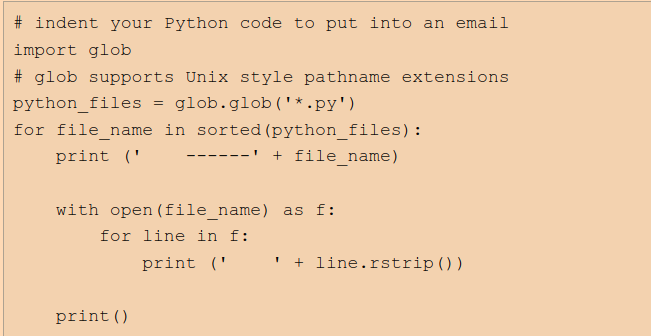 # indent your Python code to put into an email
import glob
# glob supports Unix style pathname extensions
python_files = glob.glob('*.py')
for file_name in sorted(python_files):
    print ('    ------' + file_name)

    with open(file_name) as f:
        for line in f:
            print ('    ' + line.rstrip())

    print()